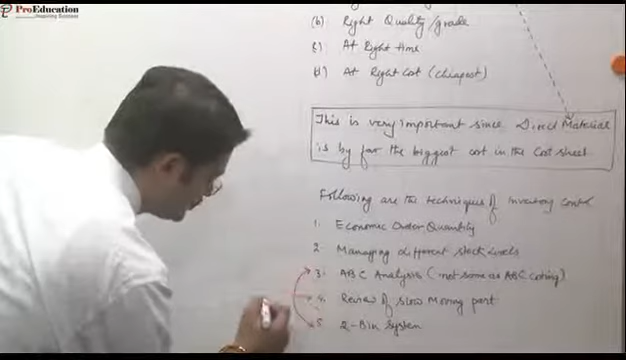 ProEducation
Inspiring Success
(b) Right Quality/grade
c) At Right time
d) At Right Cost (cheapest)
This is very important since Direct Material
is by far the biggest cost in the Cost sheet
Following are the techniques of inventory control
1. Economic Order Quantity
2. Managing different stock levels
3. ABC Analysis (not same as ABC costing)
4. Review of Slow Moving part
5. 2-Bin System